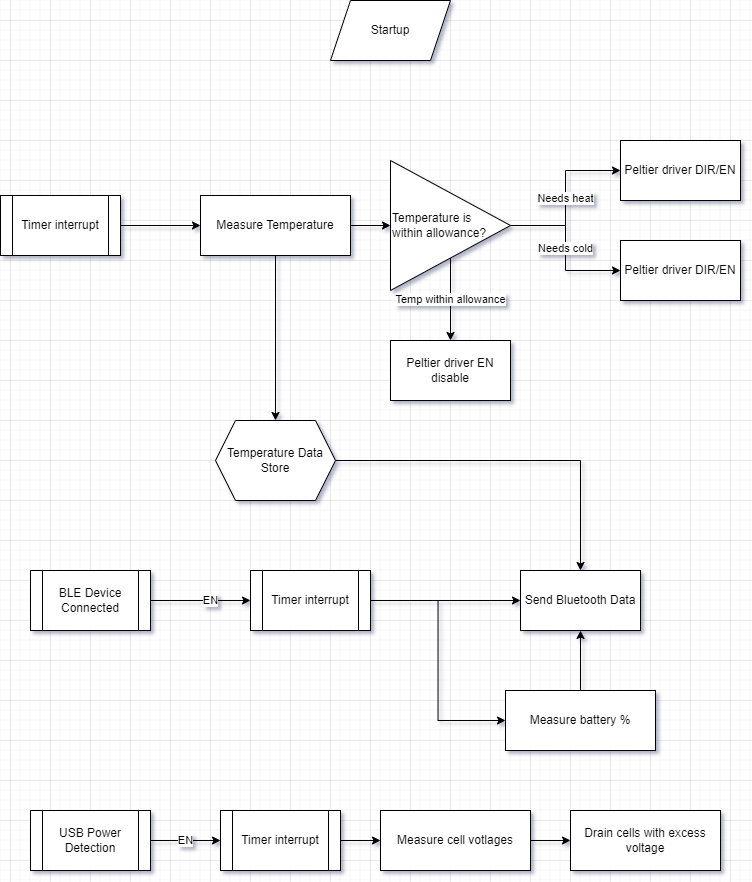 Startup
Peltier driver DIR/EN
Needs heat
Timer interrupt
Measure Temperature
Temperature is
within allowance?
Needs cold
Peltier driver DIR/EN
Temp within allowance
Peltier driver EN
disable
Temperature Data
Store
BLE Device
Connected
EN
Timer interrupt
Send Bluetooth Data
Measure battery %
USB Power
Detection
EN
Timer interrupt
Measure cell votlages
Drain cells with excess
voltage